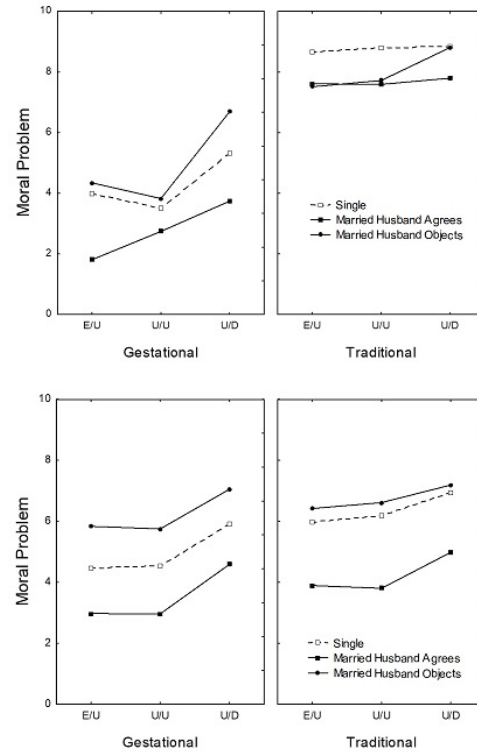 Moral Problem
10
8
6
4
2
0
E/U U/U U/D
Gestational
Single
Married Husband Agrees
Married Husband Objects
E/U U/U U/D
Traditional
Moral Problem
10
8
6
4
2
0
E/U U/U U/D
Gestational
Single
Married Husband Agrees
Married Husband Objects
E/U U/U U/D
Traditional